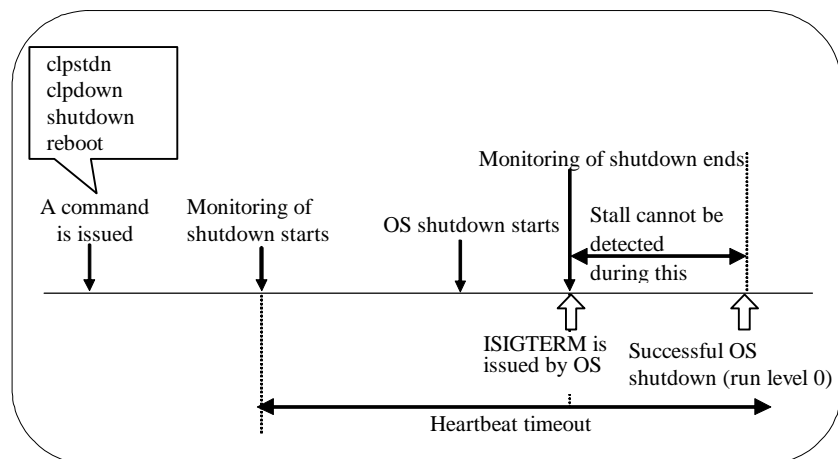 clpstdn
clpdown
shutdown
reboot
A command
is issued
Monitoring of
shutdown starts
OS shutdown starts
Monitoring of shutdown ends
Stall cannot be
detected
during this
ISIGTERM is
issued by OS
Successful OS
shutdown (run level 0)
Heartbeat timeout